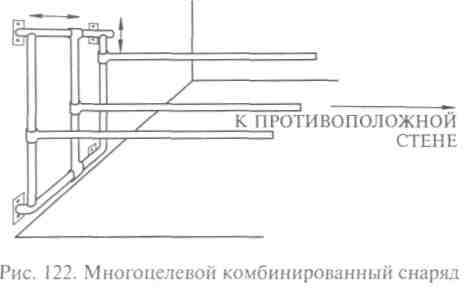 К ПРОТИВОПОЛОЖНОЙ
СТЕНЕ
Рис. 122. Многоцелевой комбинированный снаряд